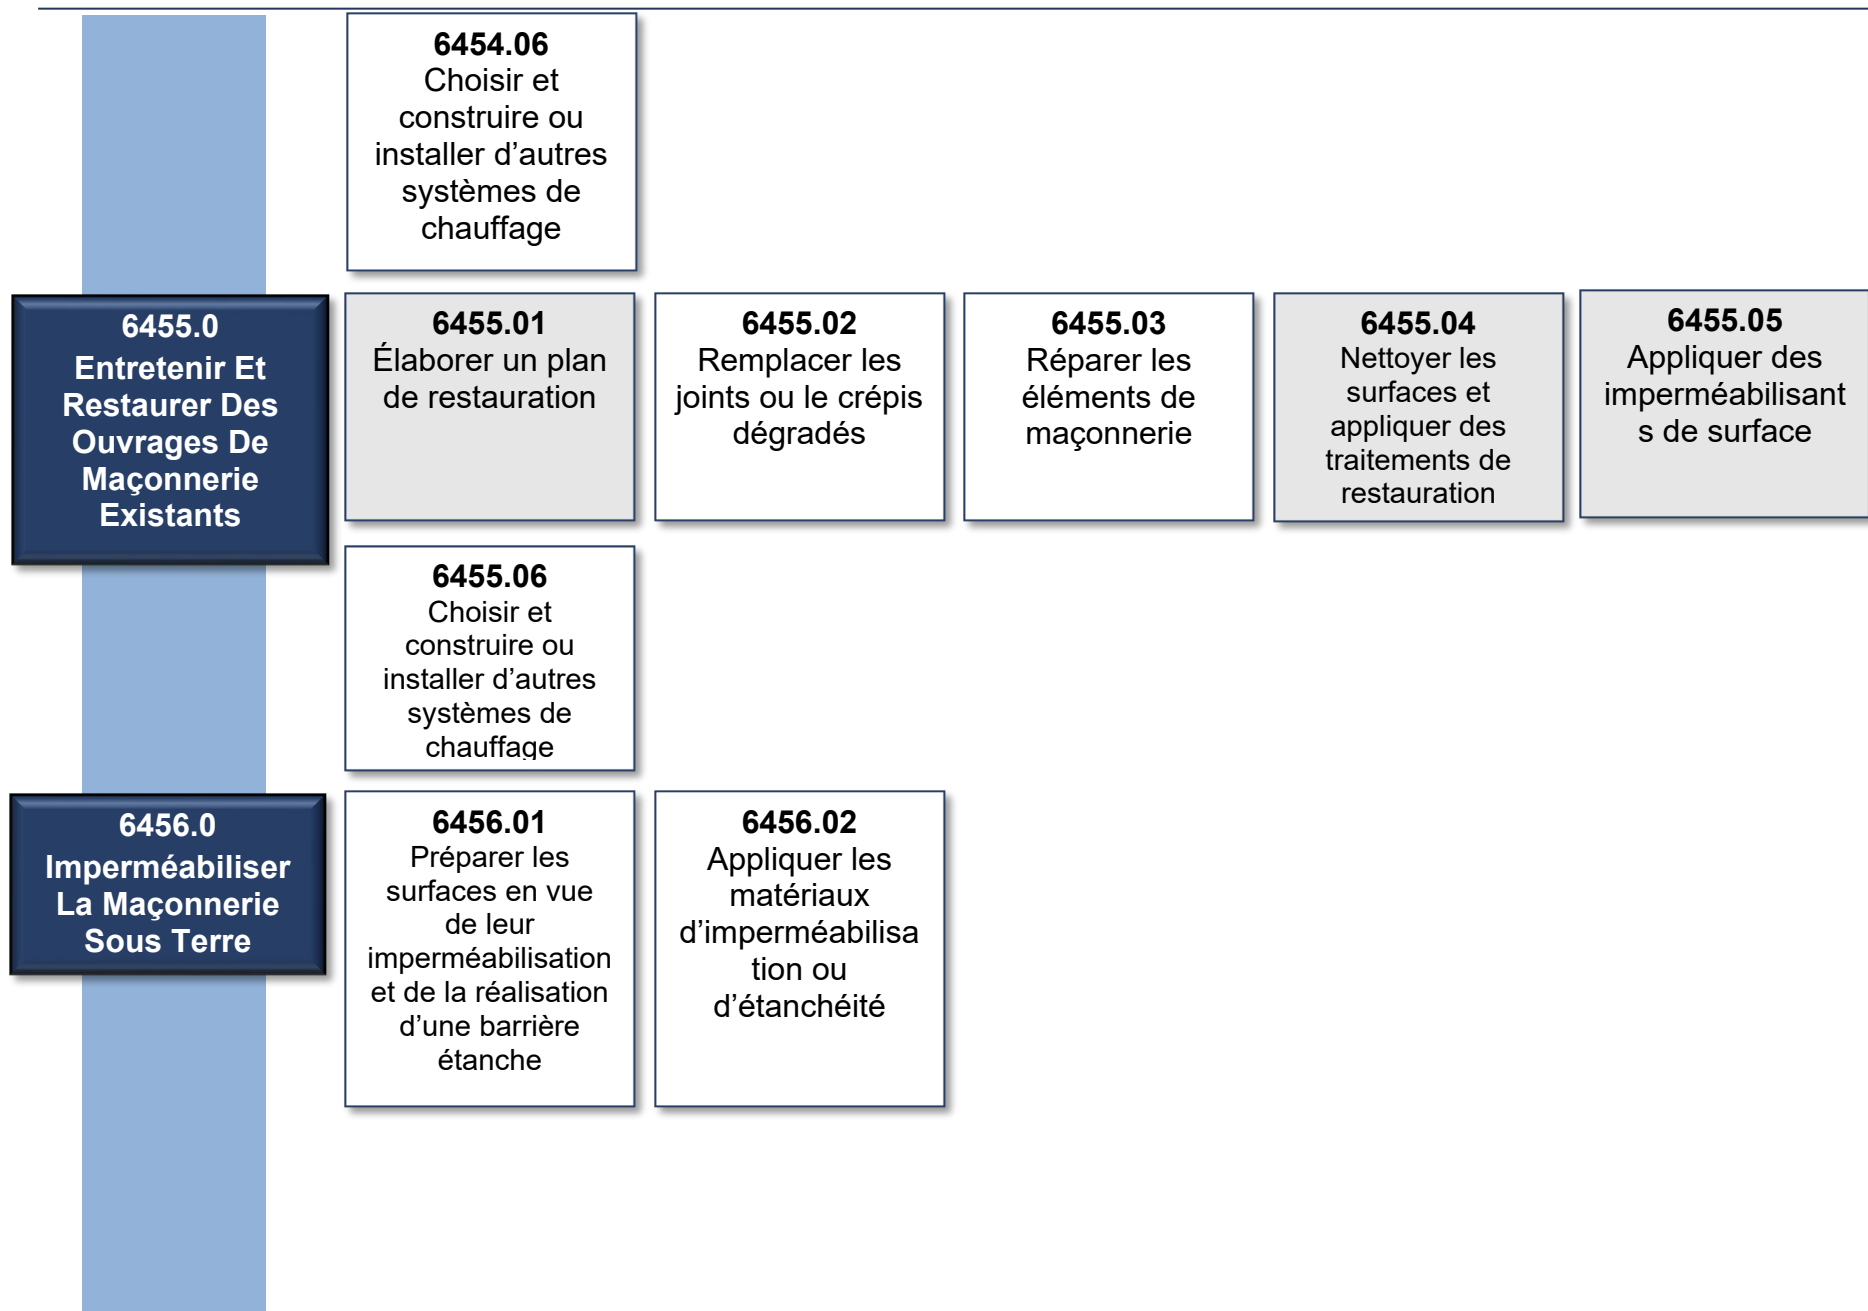 6454.06
Choisir et
construire ou
installer d’autres
systèmes de
chauffage
6455.0
Entretenir Et
Restaurer Des
Ouvrages De
Maçonnerie
Existants
6455.01
Élaborer un plan
de restauration
6455.02
Remplacer les
joints ou le crépis
dégradés
6455.03
Réparer les
éléments de
maçonnerie
6455.04
Nettoyer les
surfaces et
appliquer des
traitements de
restauration
6455.05
Appliquer des
imperméabilisant
s de surface
6455.06
Choisir et
construire ou
installer d’autres
systèmes de
chauffage
6456.0
Imperméabiliser
La Maçonnerie
Sous Terre
6456.01
Préparer les
surfaces en vue
de leur
imperméabilisation
et de la réalisation
d’une barrière
étanche
6456.02
Appliquer les
matériaux
d’imperméabilisa
tion ou
d’étanchéité